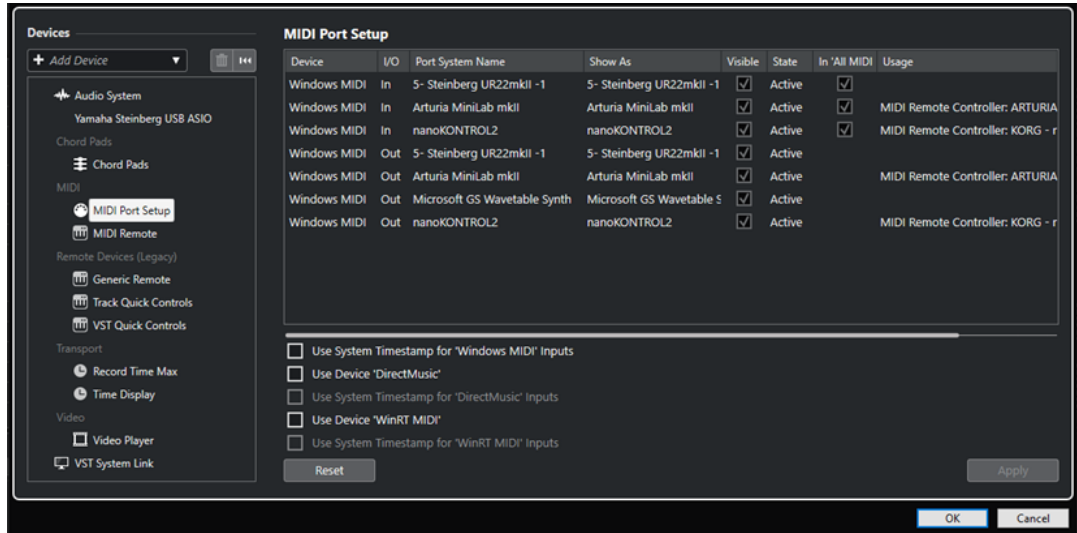 Devices
+ Add Device
Audio System
Yamaha Steinberg USB ASIO
Chord Pads
Chord Pads
MIDI
MIDI Port Setup
MIDI Remote
Remote Devices (Legacy)
Generic Remote
Track Quick Controls
VST Quick Controls
Transport
Record Time Max
Time Display
Video
Video Player
VST System Link
MIDI Port Setup
Device I/O Port System Name Show As Visible State In 'All MIDI Usage
Windows MIDI In 5- Steinberg UR22mkII -1 5- Steinberg UR22mkII -1 Active
Windows MIDI In Arturia MiniLab mkII Arturia MiniLab mkII Active MIDI Remote Controller: ARTURIA
Windows MIDI In nanoKONTROL2 nanoKONTROL2 Active MIDI Remote Controller: KORG - r
Windows MIDI Out 5- Steinberg UR22mkII -1 5- Steinberg UR22mkII -1 Active
Windows MIDI Out Arturia MiniLab mkII Arturia MiniLab mkII Active MIDI Remote Controller: ARTURIA
Windows MIDI Out Microsoft GS Wavetable Synth Microsoft GS Wavetable S Active
Windows MIDI Out nanoKONTROL2 nanoKONTROL2 Active MIDI Remote Controller: KORG - r
Use System Timestamp for 'Windows MIDI' Inputs
Use Device 'DirectMusic'
Use System Timestamp for 'DirectMusic' Inputs
Use Device 'WinRT MIDI'
Use System Timestamp for 'WinRT MIDI' Inputs
Reset Apply
OK Cancel